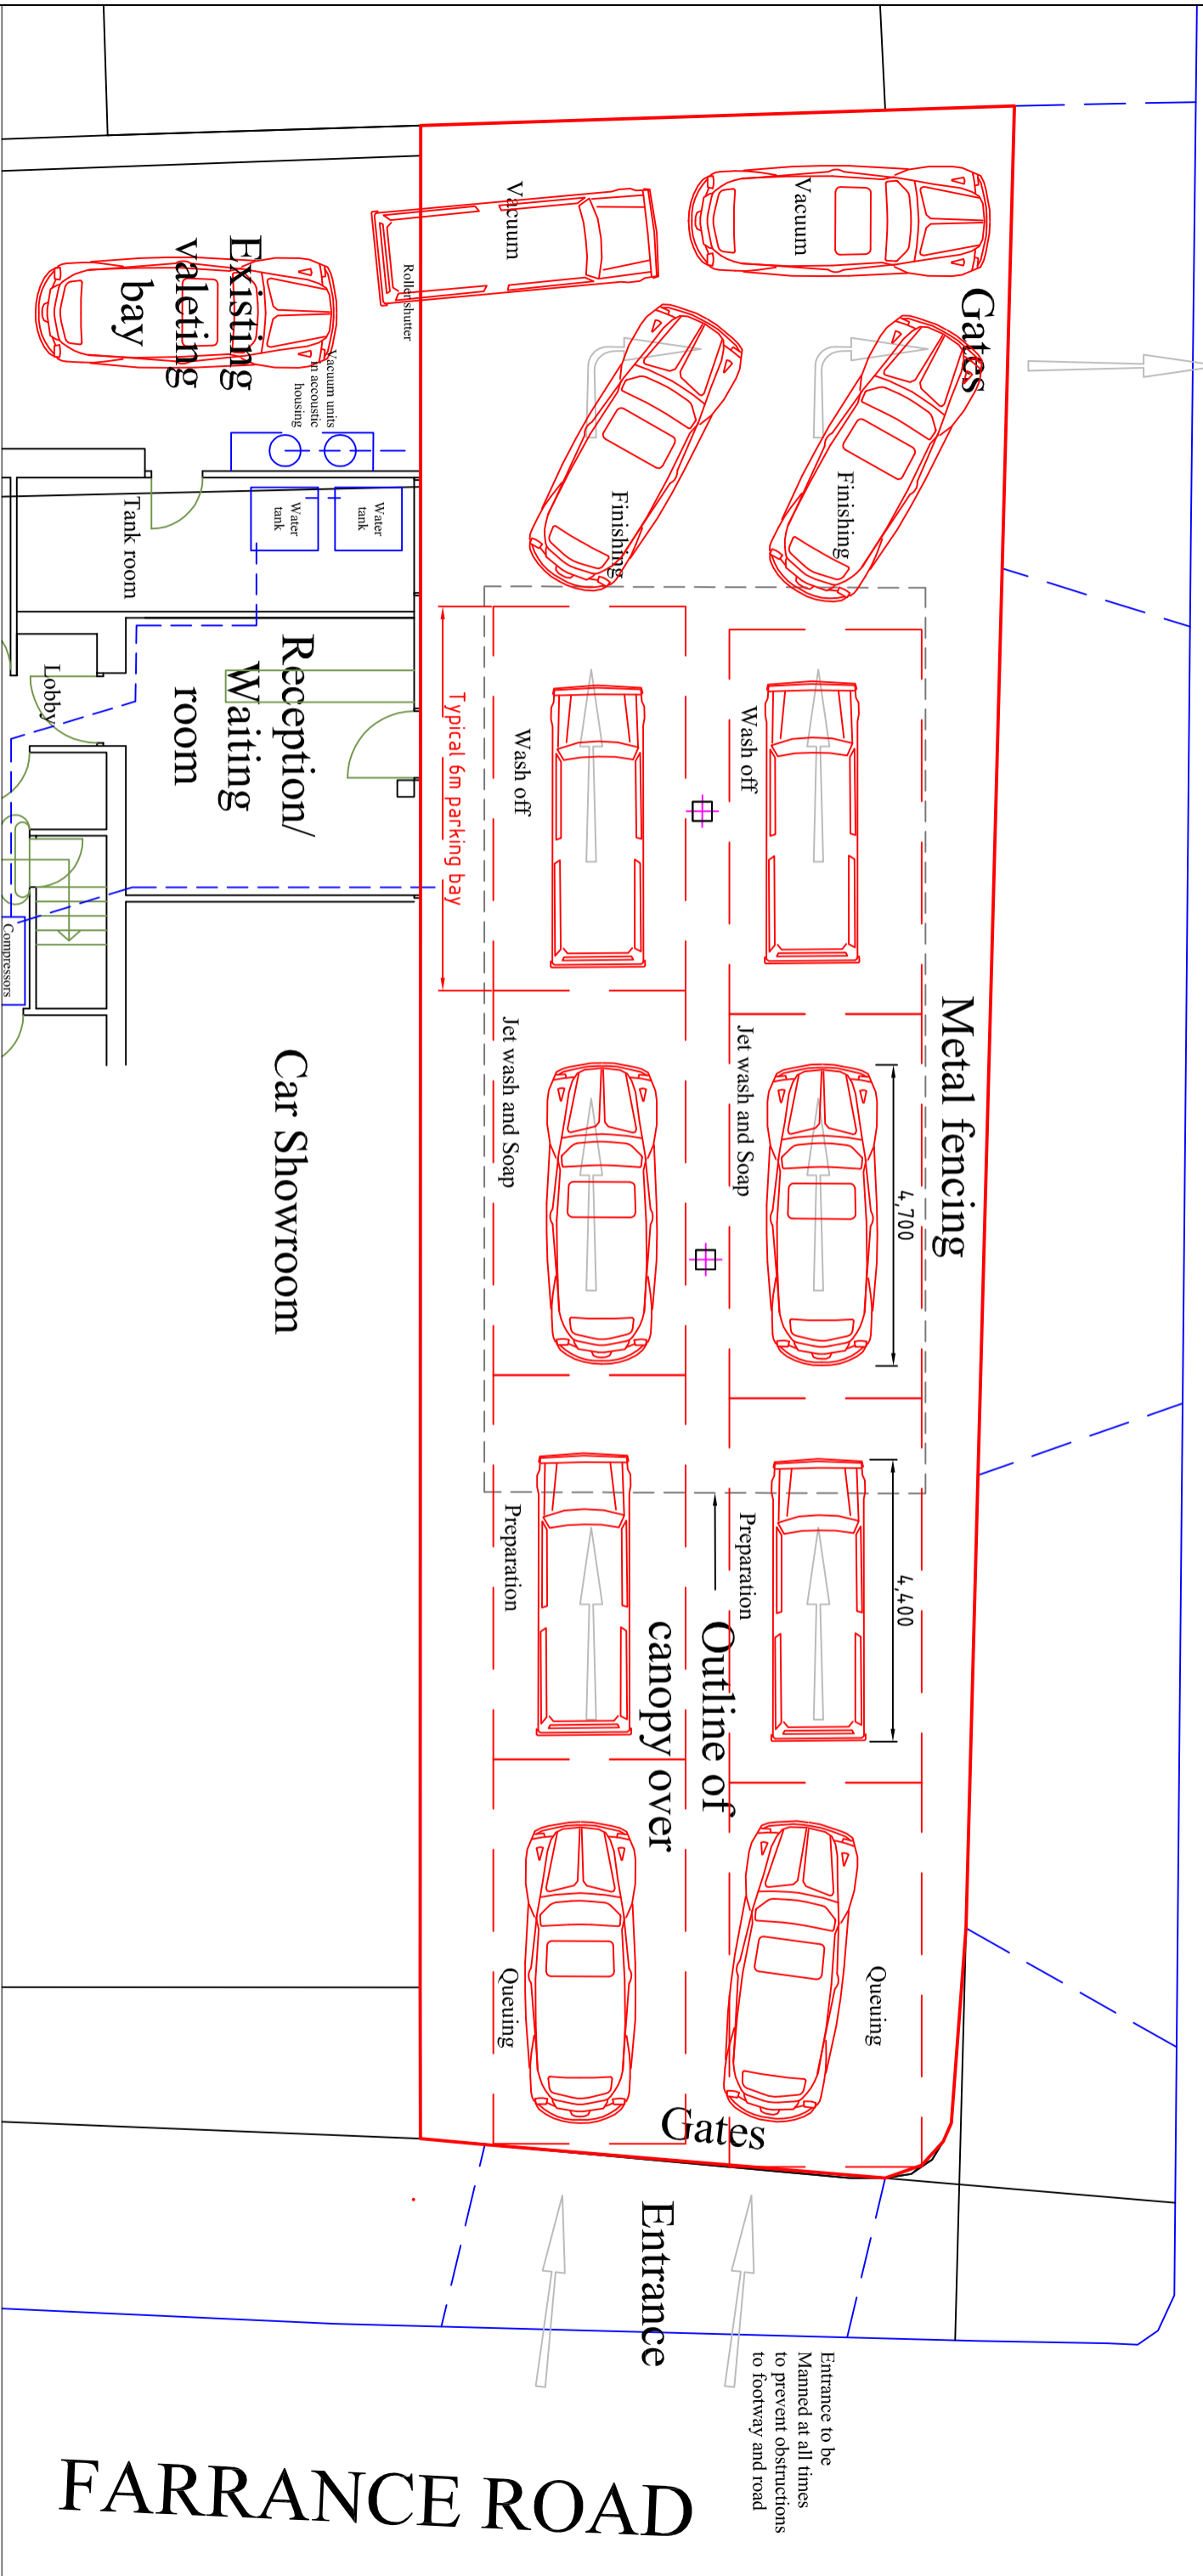 Vacuum
Vacuum
Gates
Roller shutter
Existing
valeting
bay
Vacuum units
in accoustic
housing
Finishing
Finishing
Water
tank
Water
tank
Tank room
Reception/
Waiting
room
Lobby
Typical 6m parking bay
Wash off
Wash off
Compressors
Metal fencing
Jet wash and Soap
Jet wash and Soap
4,700
Car Showroom
Preparation
Preparation
4,400
Outline of
canopy over
Queuing
Queuing
Gates
Entrance
Entrance to be
Manned at all times
to prevent obstructions
to footway and road
FARRANCE ROAD